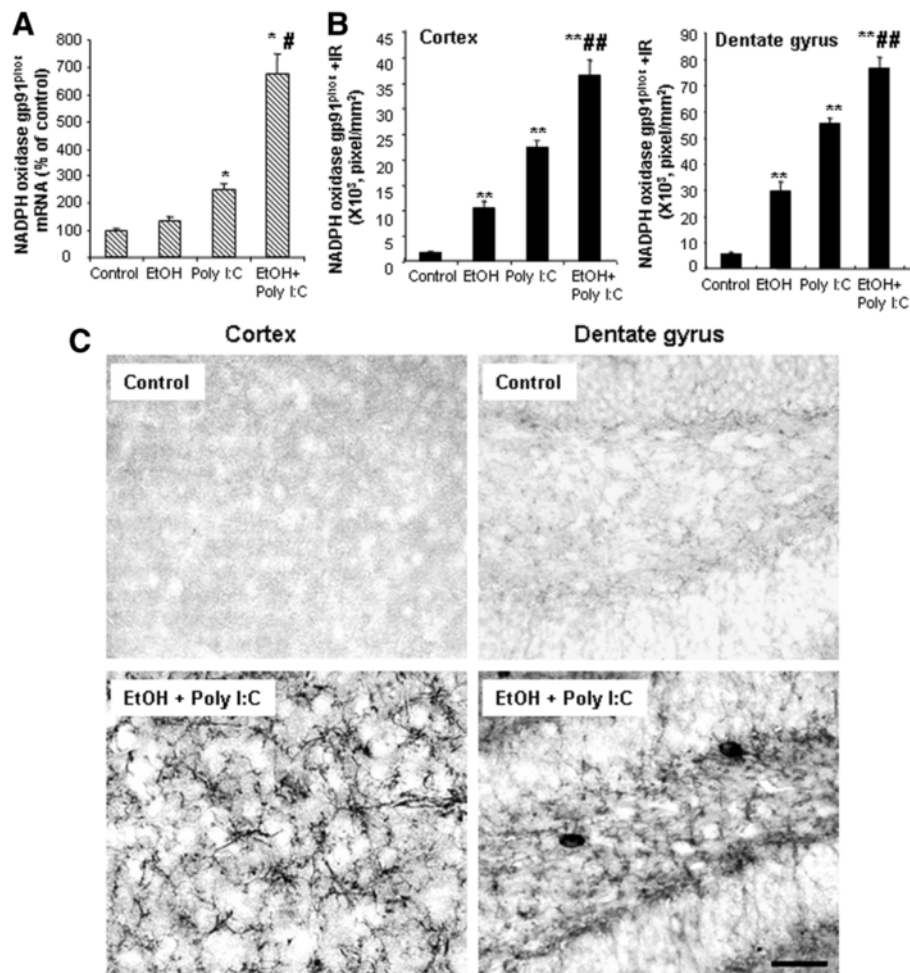 A
NADPH oxidase gp91phox
mRNA (% of control)
800
700
600
500
400
300
200
100
0
*
* #
Control
EtOH
Poly I:C
EtOH+
Poly I:C
B
Cortex
NADPH oxidase gp91phox +IR
(X10³, pixel/mm²)
45
40
35
30
25
20
15
10
5
0
**
**
**##
Control
EtOH
Poly I:C
EtOH+
Poly I:C
Dentate gyrus
NADPH oxidase gp91phox +IR
(X10³, pixel/mm²)
90
80
70
60
50
40
30
20
10
0
**
**
**##
Control
EtOH
Poly I:C
EtOH+
Poly I:C
C
Cortex
Dentate gyrus
Control
Control
EtOH + Poly I:C
EtOH + Poly I:C